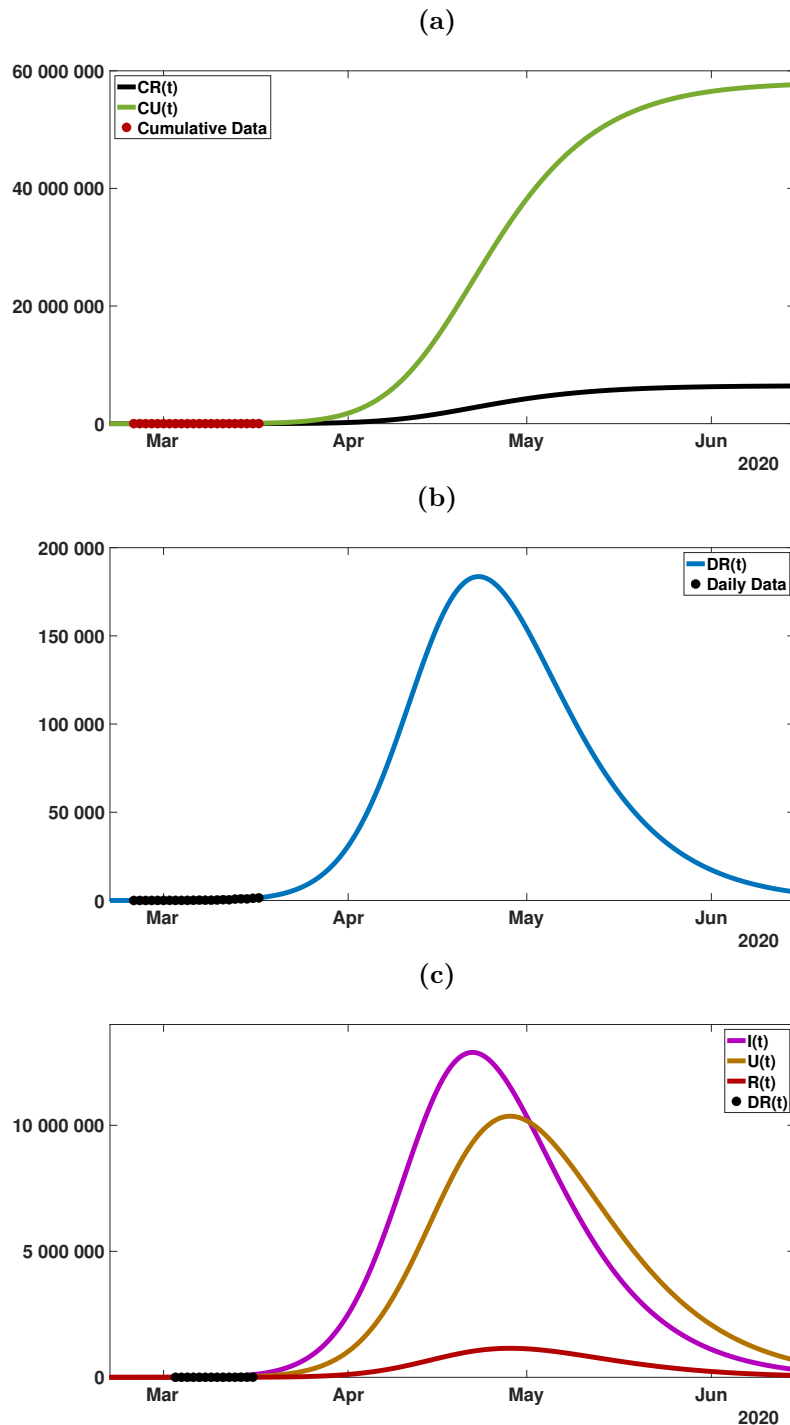 (a)
60 000 000
40 000 000
20 000 000
0
CR(t)
CU(t)
Cumulative Data
Mar Apr May Jun
2020
(b)
200 000
150 000
100 000
50 000
0
DR(t)
Daily Data
Mar Apr May Jun
2020
(c)
10 000 000
5 000 000
0
I(t)
U(t)
R(t)
DR(t)
Mar Apr May Jun
2020